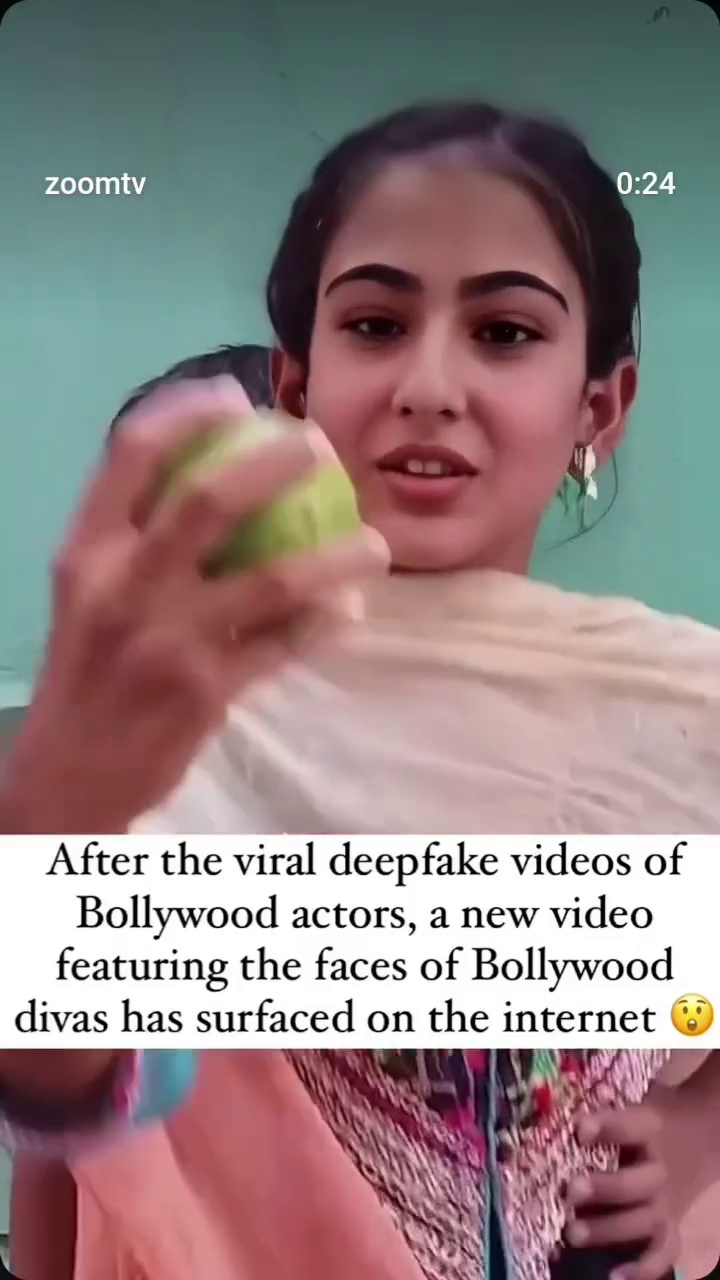 zoomtv
0:24
After the viral deepfake videos of
Bollywood actors, a new video
featuring the faces of Bollywood
divas has surfaced on the internet 😲